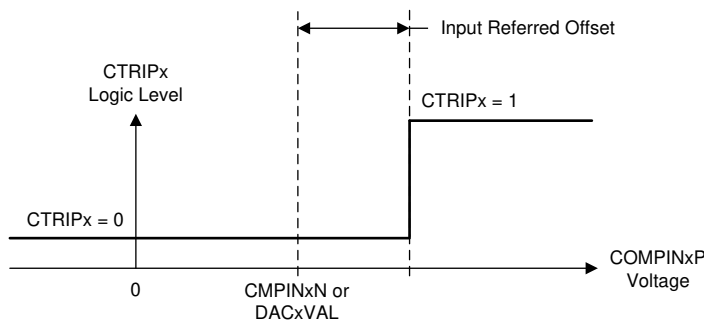 Input Referred Offset
CTRIPx
Logic Level
CTRIPx = 1
CTRIPx = 0
COMPINxP
Voltage
0
CMPINxN or
DACxVAL